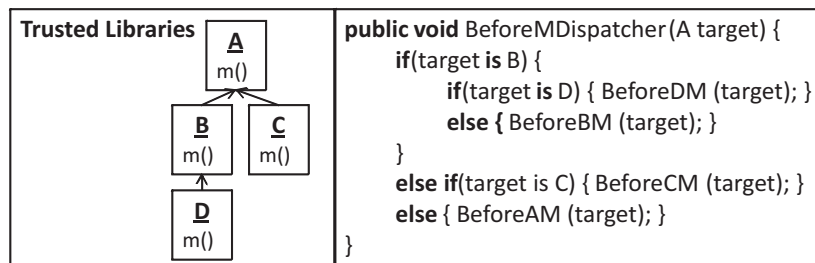 Trusted Libraries
A
m()
B
m()
C
m()
D
m()
public void BeforeMDispatcher(A target) {
if(target is B) {
if(target is D) { BeforeDM (target); }
else { BeforeBM (target); }
}
else if(target is C) { BeforeCM (target); }
else { BeforeAM (target); }
}